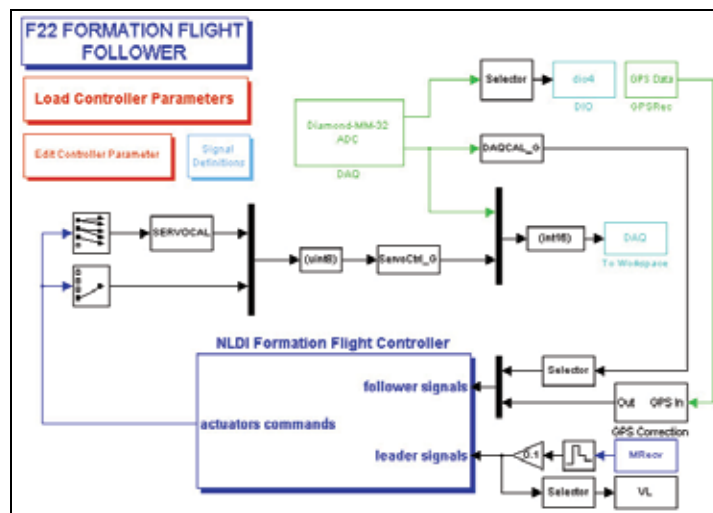 F22 FORMATION FLIGHT
FOLLOWER
Load Controller Parameters
Edit Controller Parameter
Signal
Definitions
Selector
dio4
DIO
GPS Data
GPSRec
Diamond-MM-32
ADC
DAQ
DAQCAL_G
SERVOCAL
(uint8)
ServoCtrl_G
(int16)
DAQ
To Workspace
NLDI Formation Flight Controller
follower signals
actuators commands
leader signals
Selector
Out
GPS In
GPS Correction
0.1
MRecv
Selector
VL